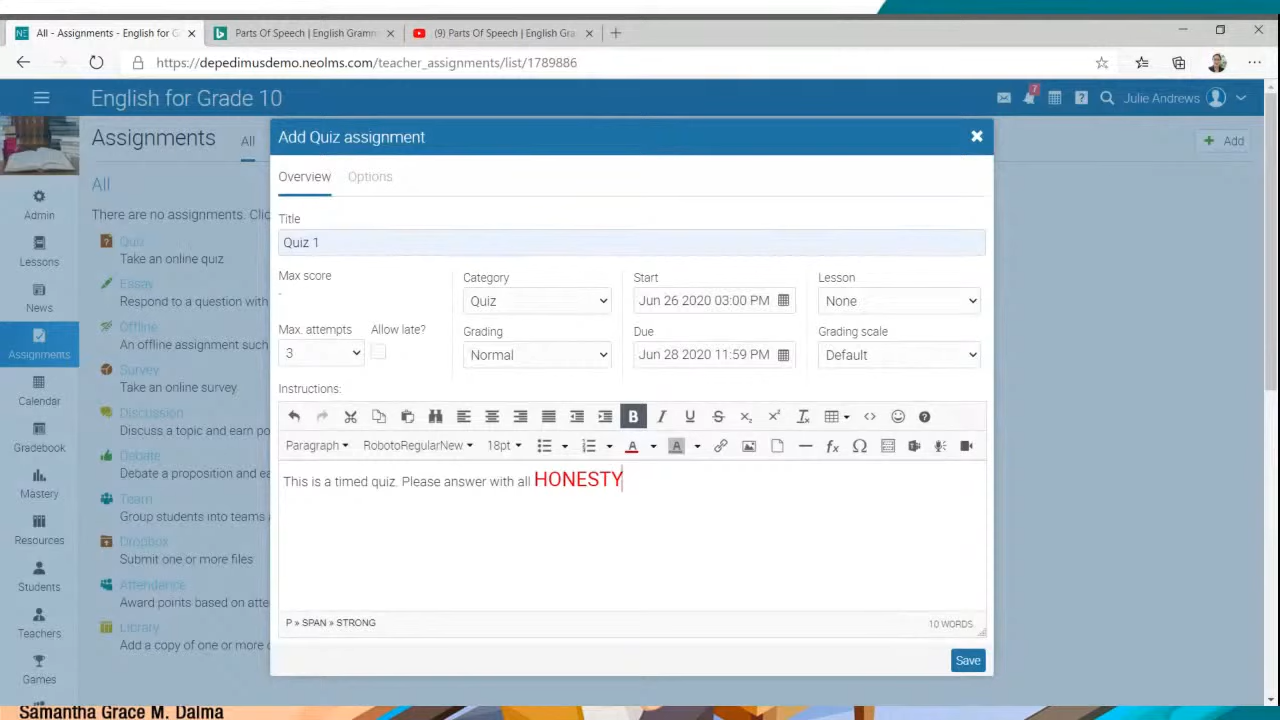 All - Assignments - English for G
Parts Of Speech | English Gramm
(9) Parts Of Speech | English Gra
https://depedimusdemo.neolms.com/teacher_assignments/list/1789886
English for Grade 10
7
Julie Andrews
Assignments
All
Add
Add Quiz assignment
Overview
Options
All
There are no assignments. Clic
Quiz
Take an online quiz
Essay
Respond to a question with
Offline
An offline assignment such
Survey
Take an online survey
Discussion
Discuss a topic and earn po
Debate
Debate a proposition and ea
Team
Group students into teams a
Dropbox
Submit one or more files
Attendance
Award points based on atte
Library
Add a copy of one or more o
Admin
Lessons
News
Assignments
Calendar
Gradebook
Mastery
Resources
Students
Teachers
Games
Title
Quiz 1
Max score
-
Category
Quiz
Start
Jun 26 2020 03:00 PM
Lesson
None
Max. attempts
3
Allow late?
Grading
Normal
Due
Jun 28 2020 11:59 PM
Grading scale
Default
Instructions:
Paragraph
RobotoRegularNew
18pt
This is a timed quiz. Please answer with all HONESTY
P » SPAN » STRONG
10 WORDS
Save
Samantha Grace M. Dalma